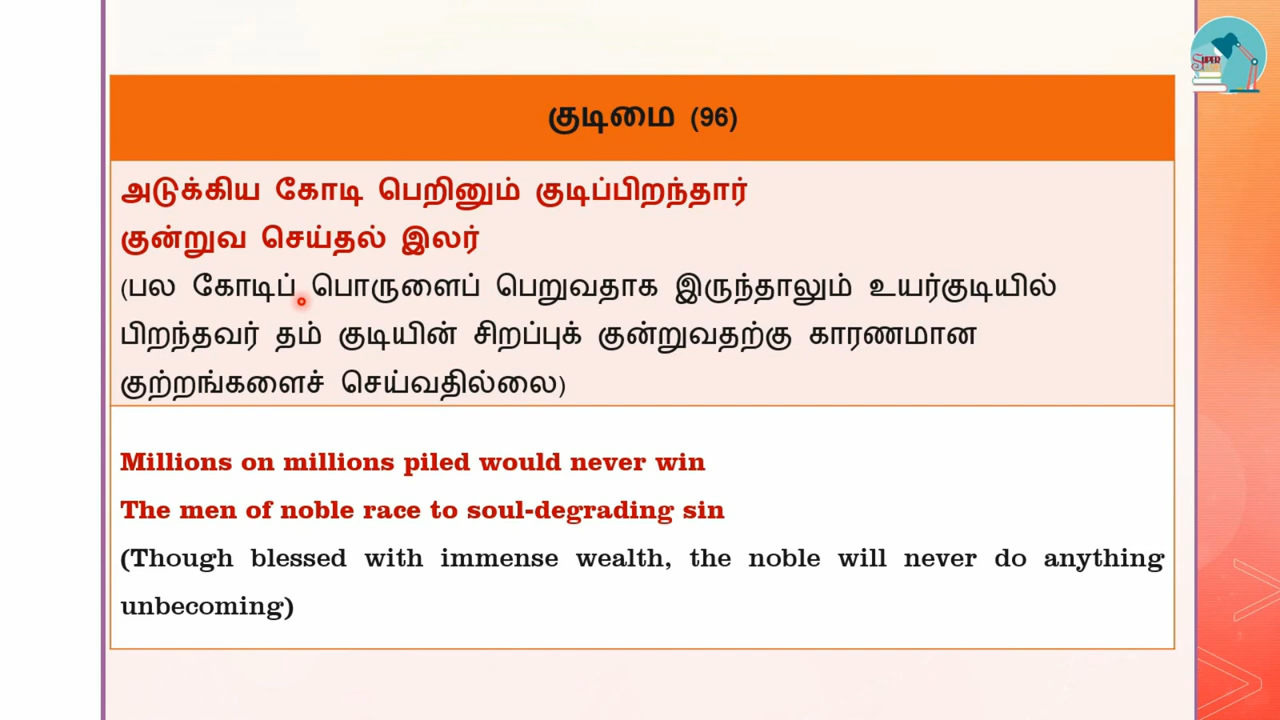 குடிமை (96)
அடுக்கிய கோடி பெறினும் குடிப்பிறந்தார்
குன்றுவ செய்தல் இலர்
(பல கோடிப் பொருளைப் பெறுவதாக இருந்தாலும் உயர்குடியில்
பிறந்தவர் தம் குடியின் சிறப்புக் குன்றுவதற்கு காரணமான
குற்றங்களைச் செய்வதில்லை)
Millions on millions piled would never win
The men of noble race to soul-degrading sin
(Though blessed with immense wealth, the noble will never do anything
unbecoming)
SUPER